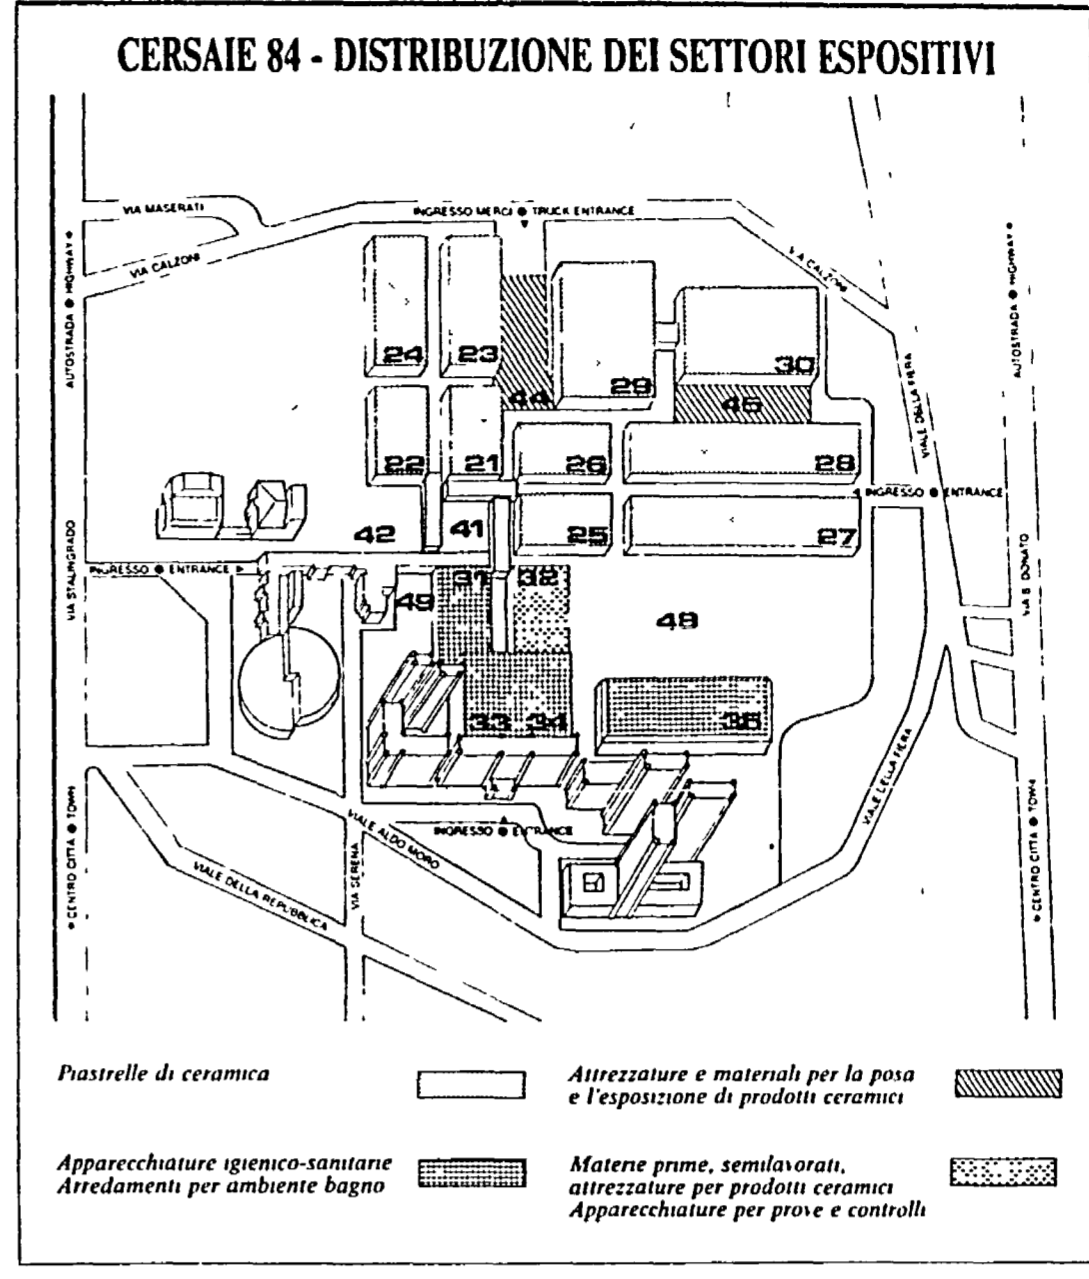 CERSAIE 84 - DISTRIBUZIONE DEI SETTORI ESPOSITIVI
VIA MASERATI
INGRESSO MERCI ● TRUCK ENTRANCE
VIA CALZONI
VIA CALZONI
AUTOSTRADA ● HIGHWAY
AUTOSTRADA ● HIGHWAY
24
23
44
29
30
45
VIALE DELLA FIERA
22
21
26
28
INGRESSO ● ENTRANCE
42
41
25
27
VIA STALINGRADO
VIA S. DONATO
INGRESSO ● ENTRANCE
49
31
32
48
33
34
36
VIALE DELLA FIERA
INGRESSO ● ENTRANCE
VIALE ALDO MORO
VIA SERENA
VIALE DELLA REPUBBLICA
CENTRO CITTA ● TOWN
CENTRO CITTA ● TOWN
Piastrelle di ceramica
Attrezzature e materiali per la posa
e l'esposizione di prodotti ceramici
Apparecchiature igienico-sanitarie
Arredamenti per ambiente bagno
Materie prime, semilavorati,
attrezzature per prodotti ceramici
Apparecchiature per prove e controlli